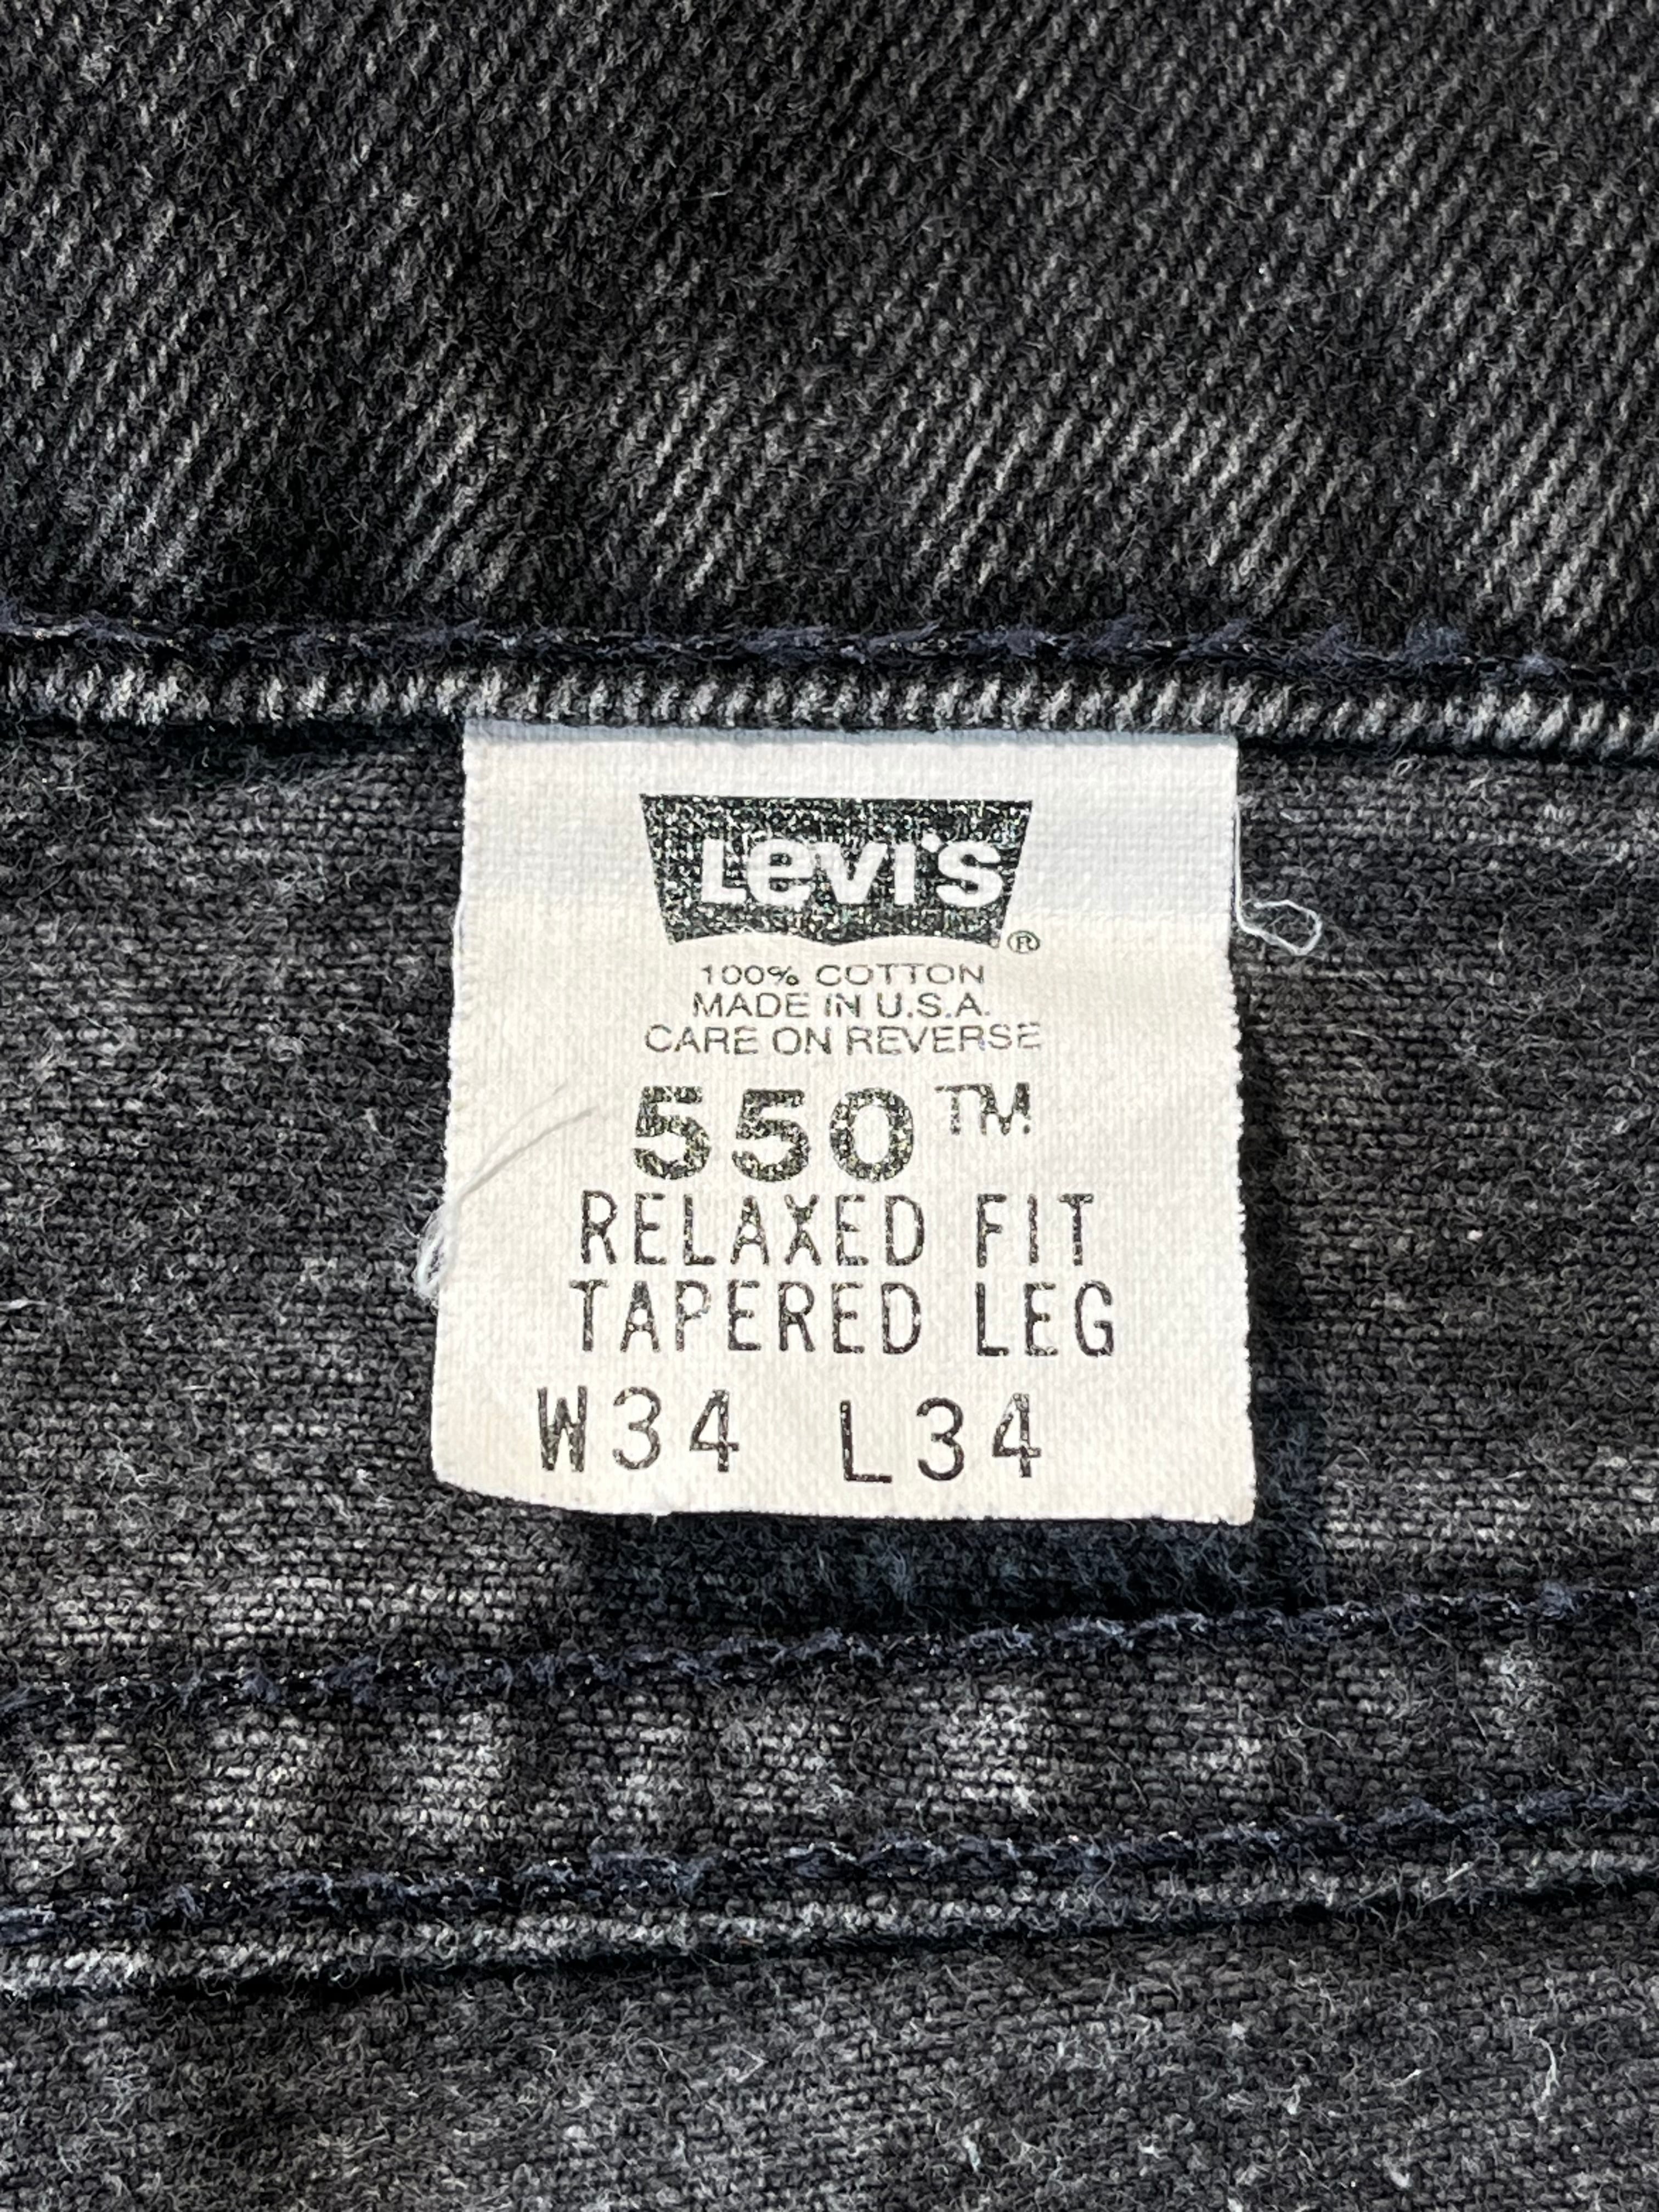 Levi's®
100% COTTON
MADE IN U.S.A.
CARE ON REVERSE
550™
RELAXED FIT
TAPERED LEG
W34 L34